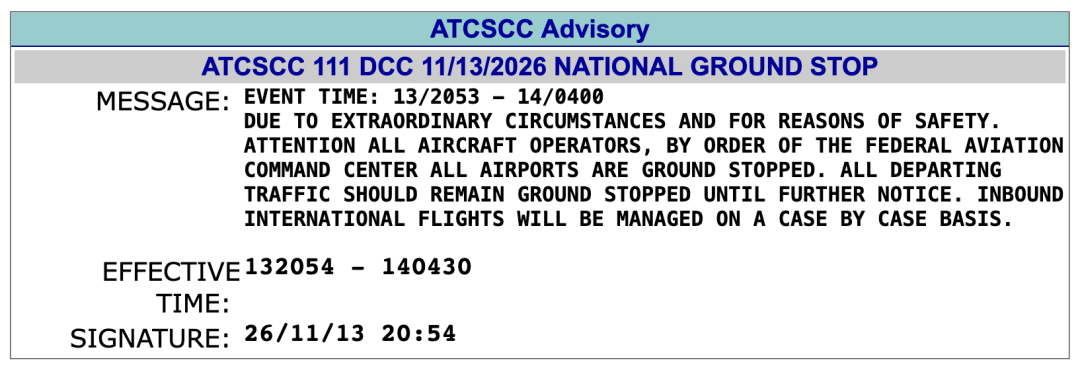 ATCSCC Advisory
ATCSCC 111 DCC 11/13/2026 NATIONAL GROUND STOP
MESSAGE: EVENT TIME: 13/2053 – 14/0400
DUE TO EXTRAORDINARY CIRCUMSTANCES AND FOR REASONS OF SAFETY.
ATTENTION ALL AIRCRAFT OPERATORS, BY ORDER OF THE FEDERAL AVIATION
COMMAND CENTER ALL AIRPORTS ARE GROUND STOPPED. ALL DEPARTING
TRAFFIC SHOULD REMAIN GROUND STOPPED UNTIL FURTHER NOTICE. INBOUND
INTERNATIONAL FLIGHTS WILL BE MANAGED ON A CASE BY CASE BASIS.
EFFECTIVE 132054 – 140430
TIME:
SIGNATURE: 26/11/13 20:54